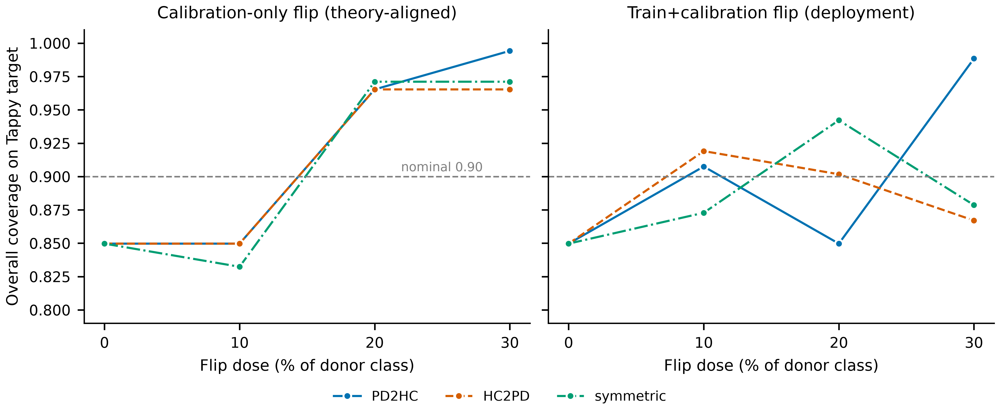 Calibration-only flip (theory-aligned)
Train+calibration flip (deployment)
Overall coverage on Tappy target
1.000
0.975
0.950
0.925
0.900
0.875
0.850
0.825
0.800
nominal 0.90
0 10 20 30
0 10 20 30
Flip dose (% of donor class)
Flip dose (% of donor class)
PD2HC HC2PD symmetric